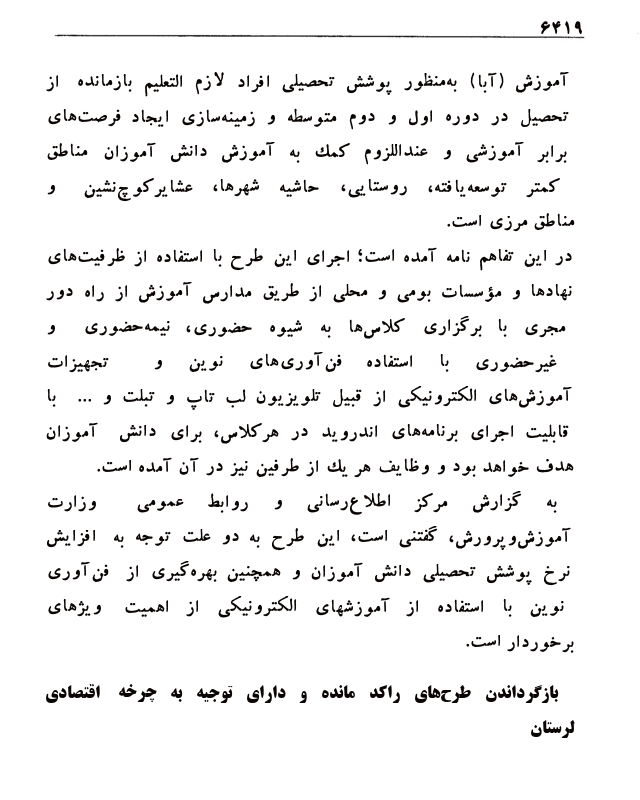 ۶۴۱۹
آموزش (آبا) به‌منظور پوشش تحصیلی افراد لازم التعلیم بازمانده از
تحصیل در دوره اول و دوم متوسطه و زمینه‌سازی ایجاد فرصت‌های
برابر آموزشی و عنداللزوم کمك به آموزش دانش آموزان مناطق
کمتر توسعه‌یافته، روستایی، حاشیه شهرها، عشایرکوچ‌نشین و
مناطق مرزی است.
در این تفاهم نامه آمده است؛ اجرای این طرح با استفاده از ظرفیت‌های
نهادها و مؤسسات بومی و محلی از طریق مدارس آموزش از راه دور
مجری با برگزاری کلاس‌ها به شیوه حضوری، نیمه‌حضوری و
غیرحضوری با استفاده فن‌آوری‌های نوین و تجهیزات
آموزش‌های الکترونیکی از قبیل تلویزیون لب تاپ و تبلت و ... با
قابلیت اجرای برنامه‌های اندروید در هرکلاس، برای دانش آموزان
هدف خواهد بود و وظایف هر یك از طرفین نیز در آن آمده است.
به گزارش مرکز اطلاع‌رسانی و روابط عمومی وزارت
آموزش‌وپرورش، گفتنی است، این طرح به دو علت توجه به افزایش
نرخ پوشش تحصیلی دانش آموزان و همچنین بهره‌گیری از فن‌آوری
نوین با استفاده از آموزشهای الکترونیکی از اهمیت ویژهای
برخوردار است.
بازگرداندن طرح‌های راکد مانده و دارای توجیه به چرخه اقتصادی
لرستان